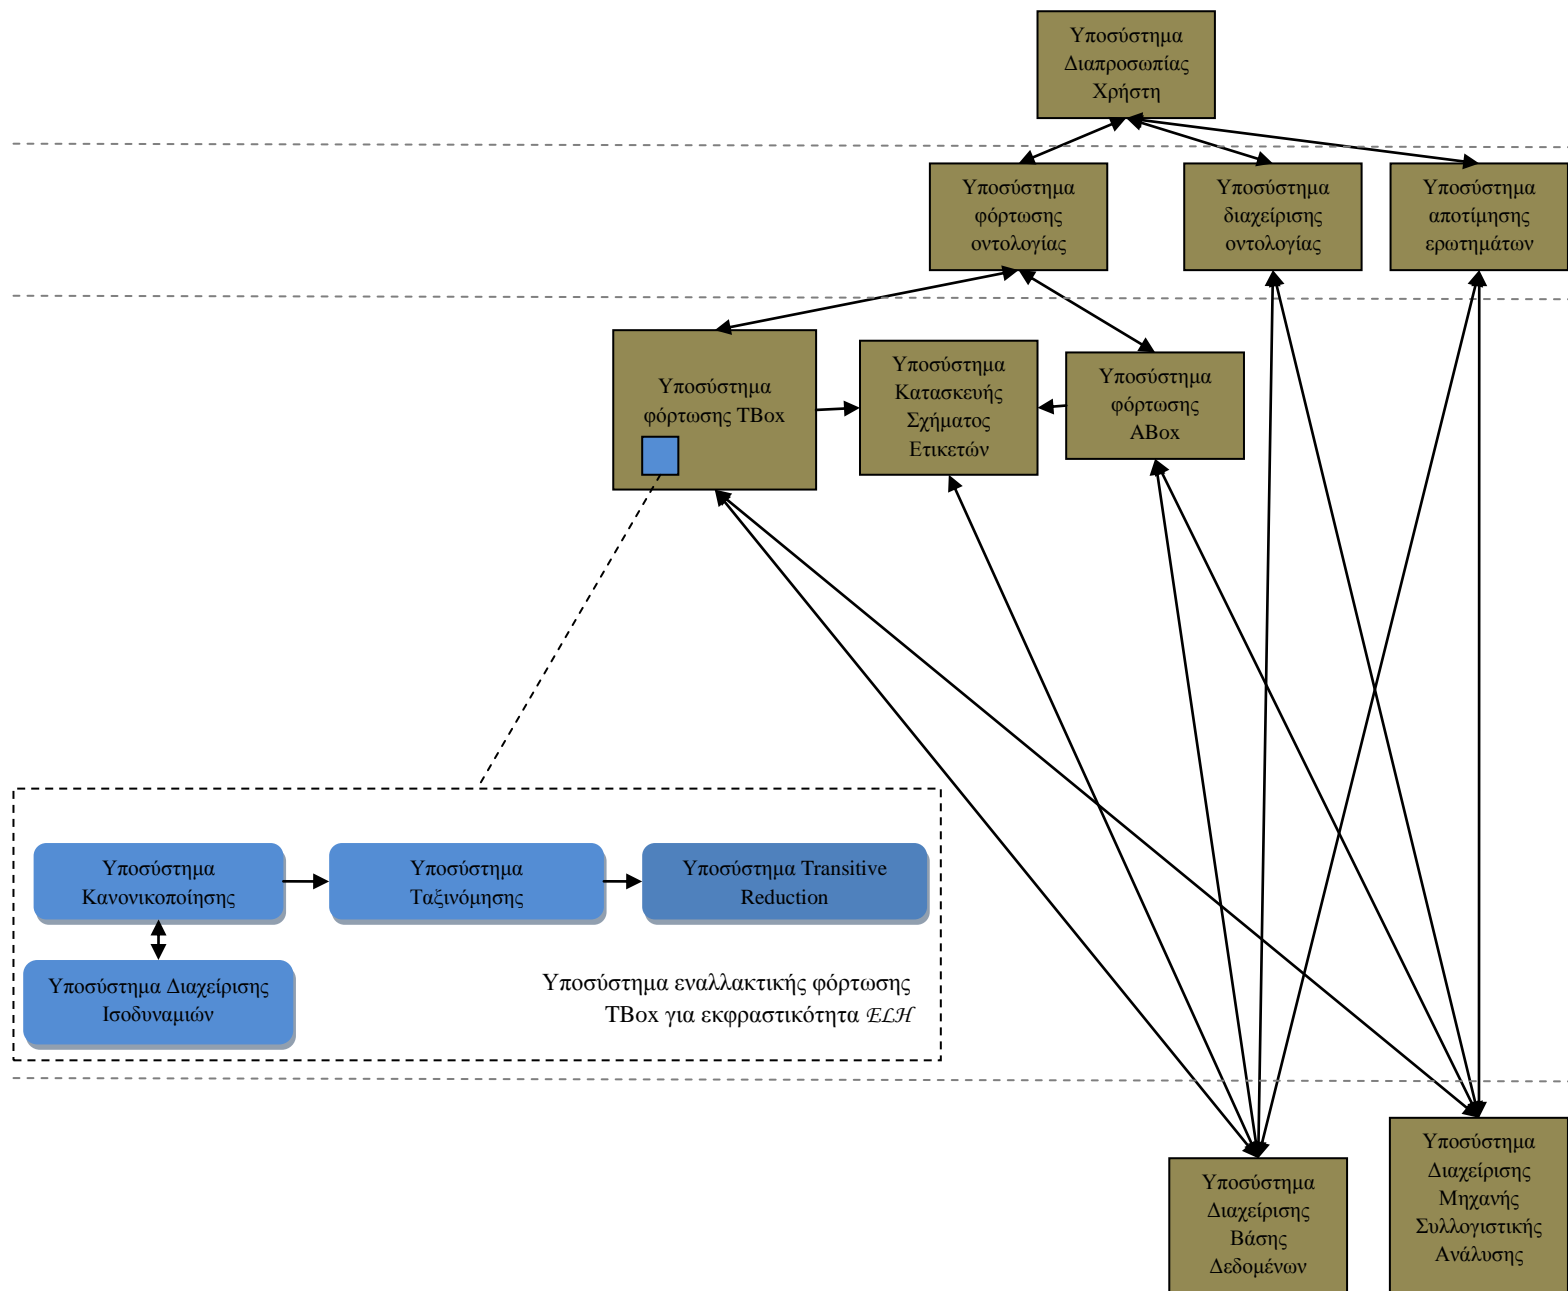 Υποσύστημα
Διαπροσωπίας
Χρήστη
Υποσύστημα
φόρτωσης
οντολογίας
Υποσύστημα
διαχείρισης
οντολογίας
Υποσύστημα
αποτίμησης
ερωτημάτων
Υποσύστημα
φόρτωσης TBox
Υποσύστημα
Κατασκευής
Σχήματος
Ετικετών
Υποσύστημα
φόρτωσης
ABox
Υποσύστημα
Κανονικοποίησης
Υποσύστημα
Ταξινόμησης
Υποσύστημα Transitive
Reduction
Υποσύστημα Διαχείρισης
Ισοδυναμιών
Υποσύστημα εναλλακτικής φόρτωσης
TBox για εκφραστικότητα ELH
Υποσύστημα
Διαχείρισης
Βάσης
Δεδομένων
Υποσύστημα
Διαχείρισης
Μηχανής
Συλλογιστικής
Ανάλυσης